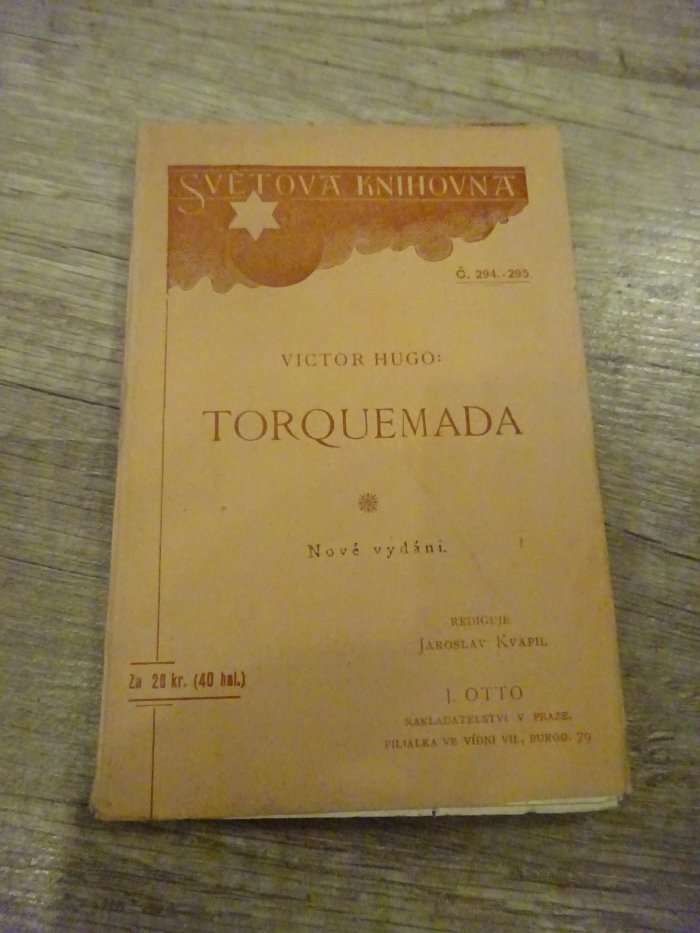 SVĚTOVÁ KNIHOVNA
Č. 294.-295
VICTOR HUGO:
TORQUEMADA
Nové vydání.
REDIGUJE
JAROSLAV KVAPIL
Za 20 kr. (40 hal.)
J. OTTO
NAKLADATELSTVÍ V PRAZE.
FILIÁLKA VE VÍDNI VII., BURGG. 79